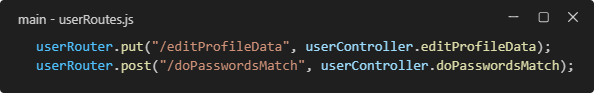 main - userRoutes.js
userRouter.put("/editProfileData", userController.editProfileData);
userRouter.post("/doPasswordsMatch", userController.doPasswordsMatch);